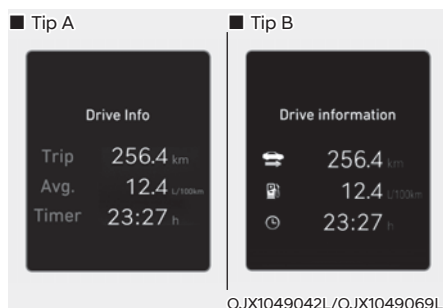 ■ Tip A
Drive Info
Trip 256.4 km
Avg. 12.4 L/100km
Timer 23:27 h
■ Tip B
Drive information
256.4 km
12.4 L/100km
23:27 h
OJX1049042L/OJX1049069L